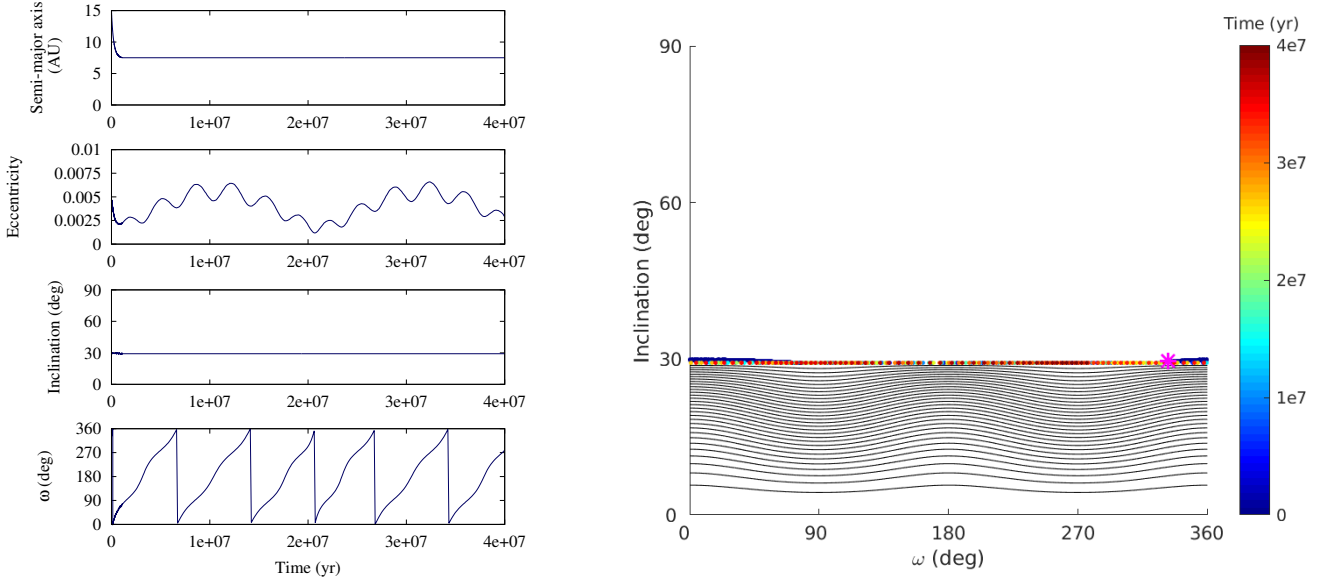 Semi-major axis
(AU)
15
10
5
0
0 1e+07 2e+07 3e+07 4e+07
Eccentricity
0.01
0.0075
0.005
0.0025
0
0 1e+07 2e+07 3e+07 4e+07
Inclination (deg)
90
60
30
0
0 1e+07 2e+07 3e+07 4e+07
ω (deg)
360
270
180
90
0
0 1e+07 2e+07 3e+07 4e+07
Time (yr)
Inclination (deg)
90
60
30
0
0 90 180 270 360
ω (deg)
Time (yr)
4e7
3e7
2e7
1e7
0